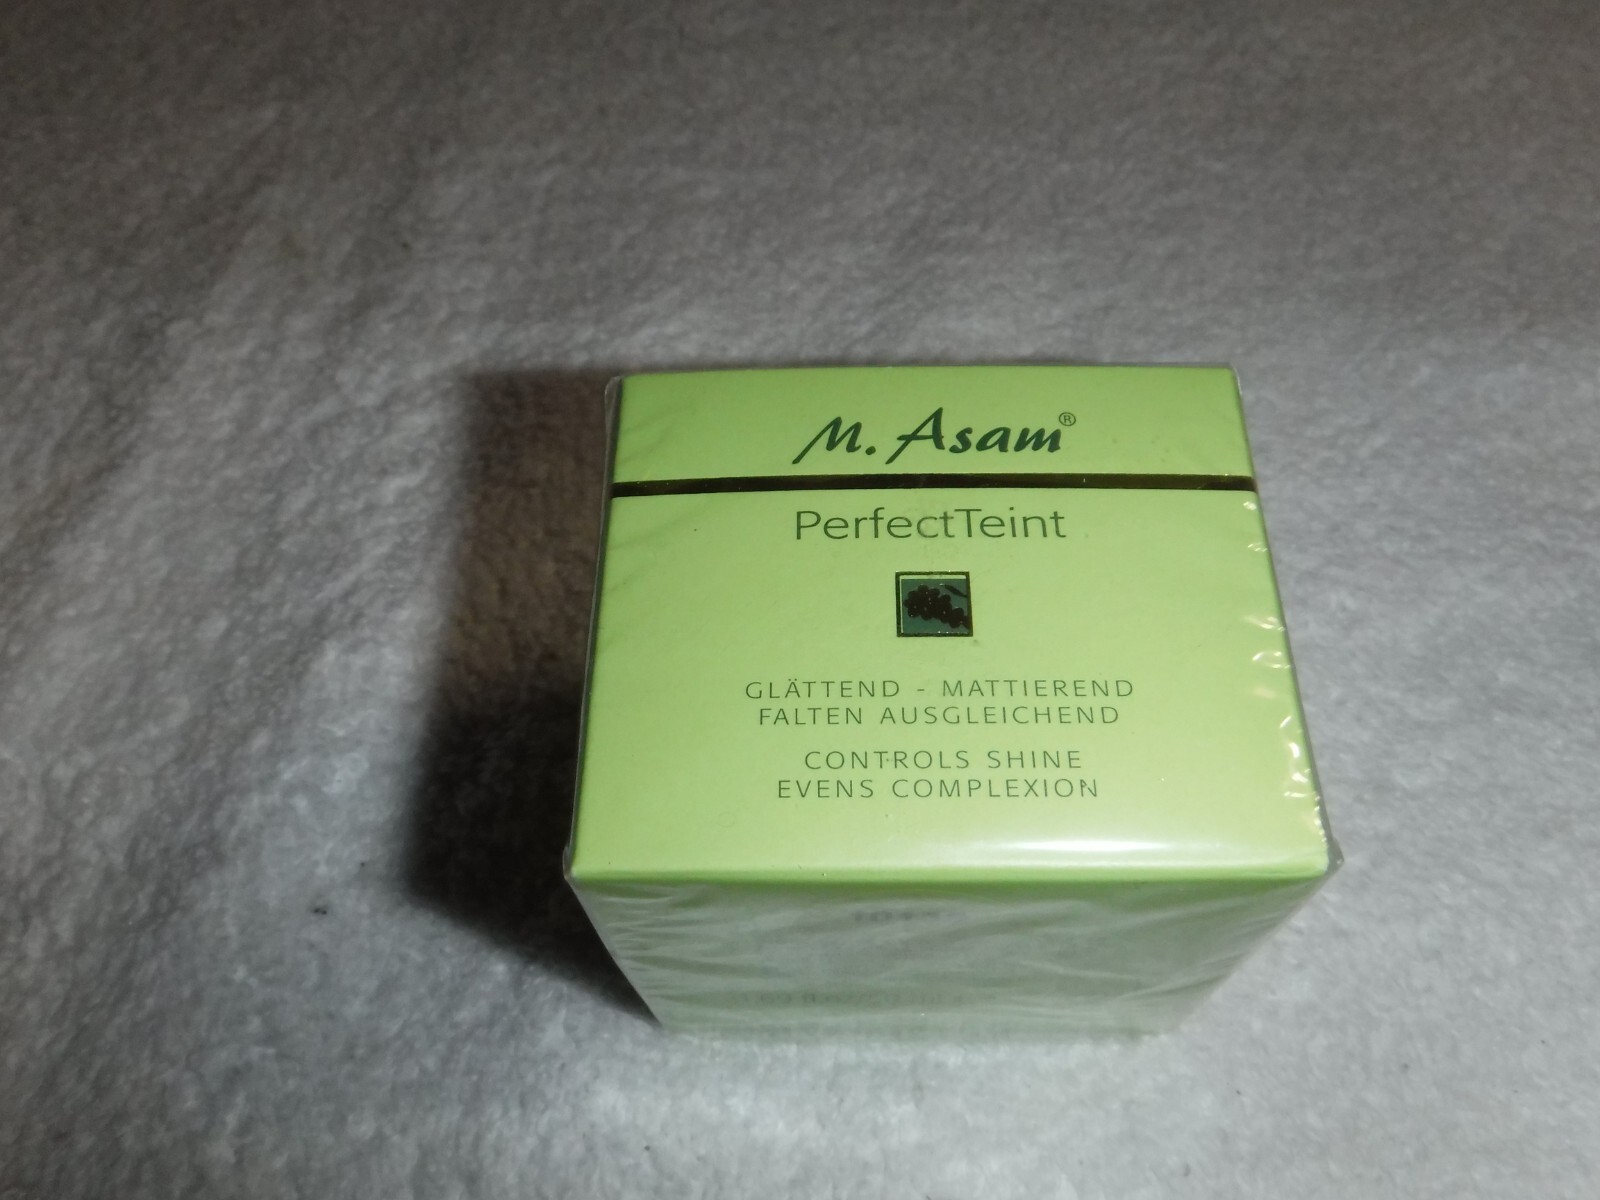 M. Asam®
PerfectTeint
GLÄTTEND - MATTIEREND
FALTEN AUSGLEICHEND
CONTROLS SHINE
EVENS COMPLEXION